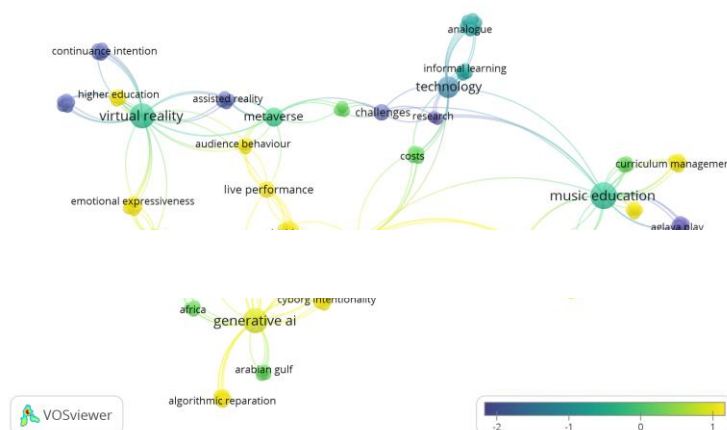 analogue
continuance intention
informal learning
technology
higher education
assisted reality
virtual reality
metaverse
challenges
research
audience behaviour
costs
curriculum managemen
live performance
music education
emotional expressiveness
aglaya play
cyborg intentionality
africa
generative ai
arabian gulf
algorithmic reparation
VOSviewer
-2 -1 0 1